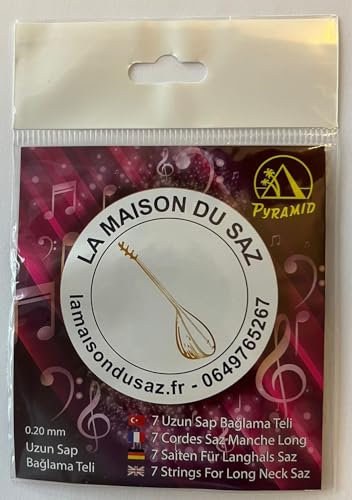 PYRAMID
LA MAISON DU SAZ
lamaisondusaz.fr - 0649765267
0.20 mm
Uzun Sap
Bağlama Teli
7 Uzun Sap Bağlama Teli
7 Cordes Saz Manche Long
7 Saiten Für Langhals Saz
7 Strings For Long Neck Saz